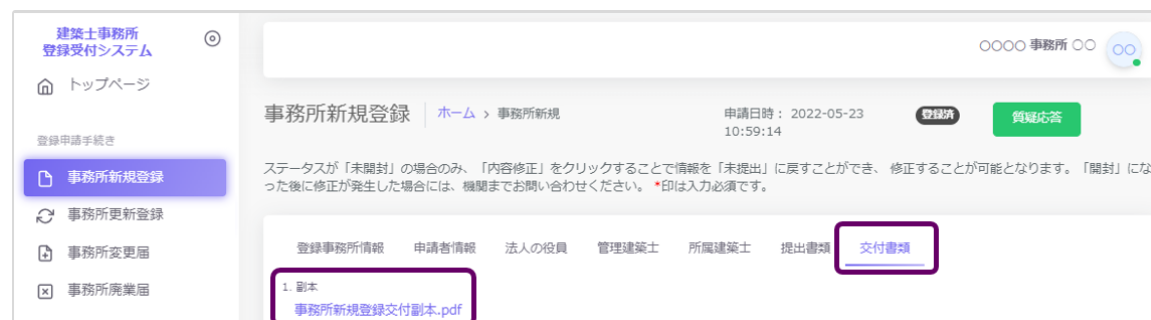 建築士事務所
登録受付システム
トップページ
登録申請手続き
事務所新規登録
事務所更新登録
事務所変更届
事務所廃業届
○○○○ 事務所 ○○
○○
事務所新規登録 ホーム > 事務所新規
申請日時： 2022-05-23
10:59:14
登録済
質疑応答
ステータスが「未開封」の場合のみ、「内容修正」をクリックすることで情報を「未提出」に戻すことができ、 修正することが可能となります。「開封」にな
った後に修正が発生した場合には、機関までお問い合わせください。 *印は入力必須です。
登録事務所情報 申請者情報 法人の役員 管理建築士 所属建築士 提出書類 交付書類
1. 副本
事務所新規登録交付副本.pdf